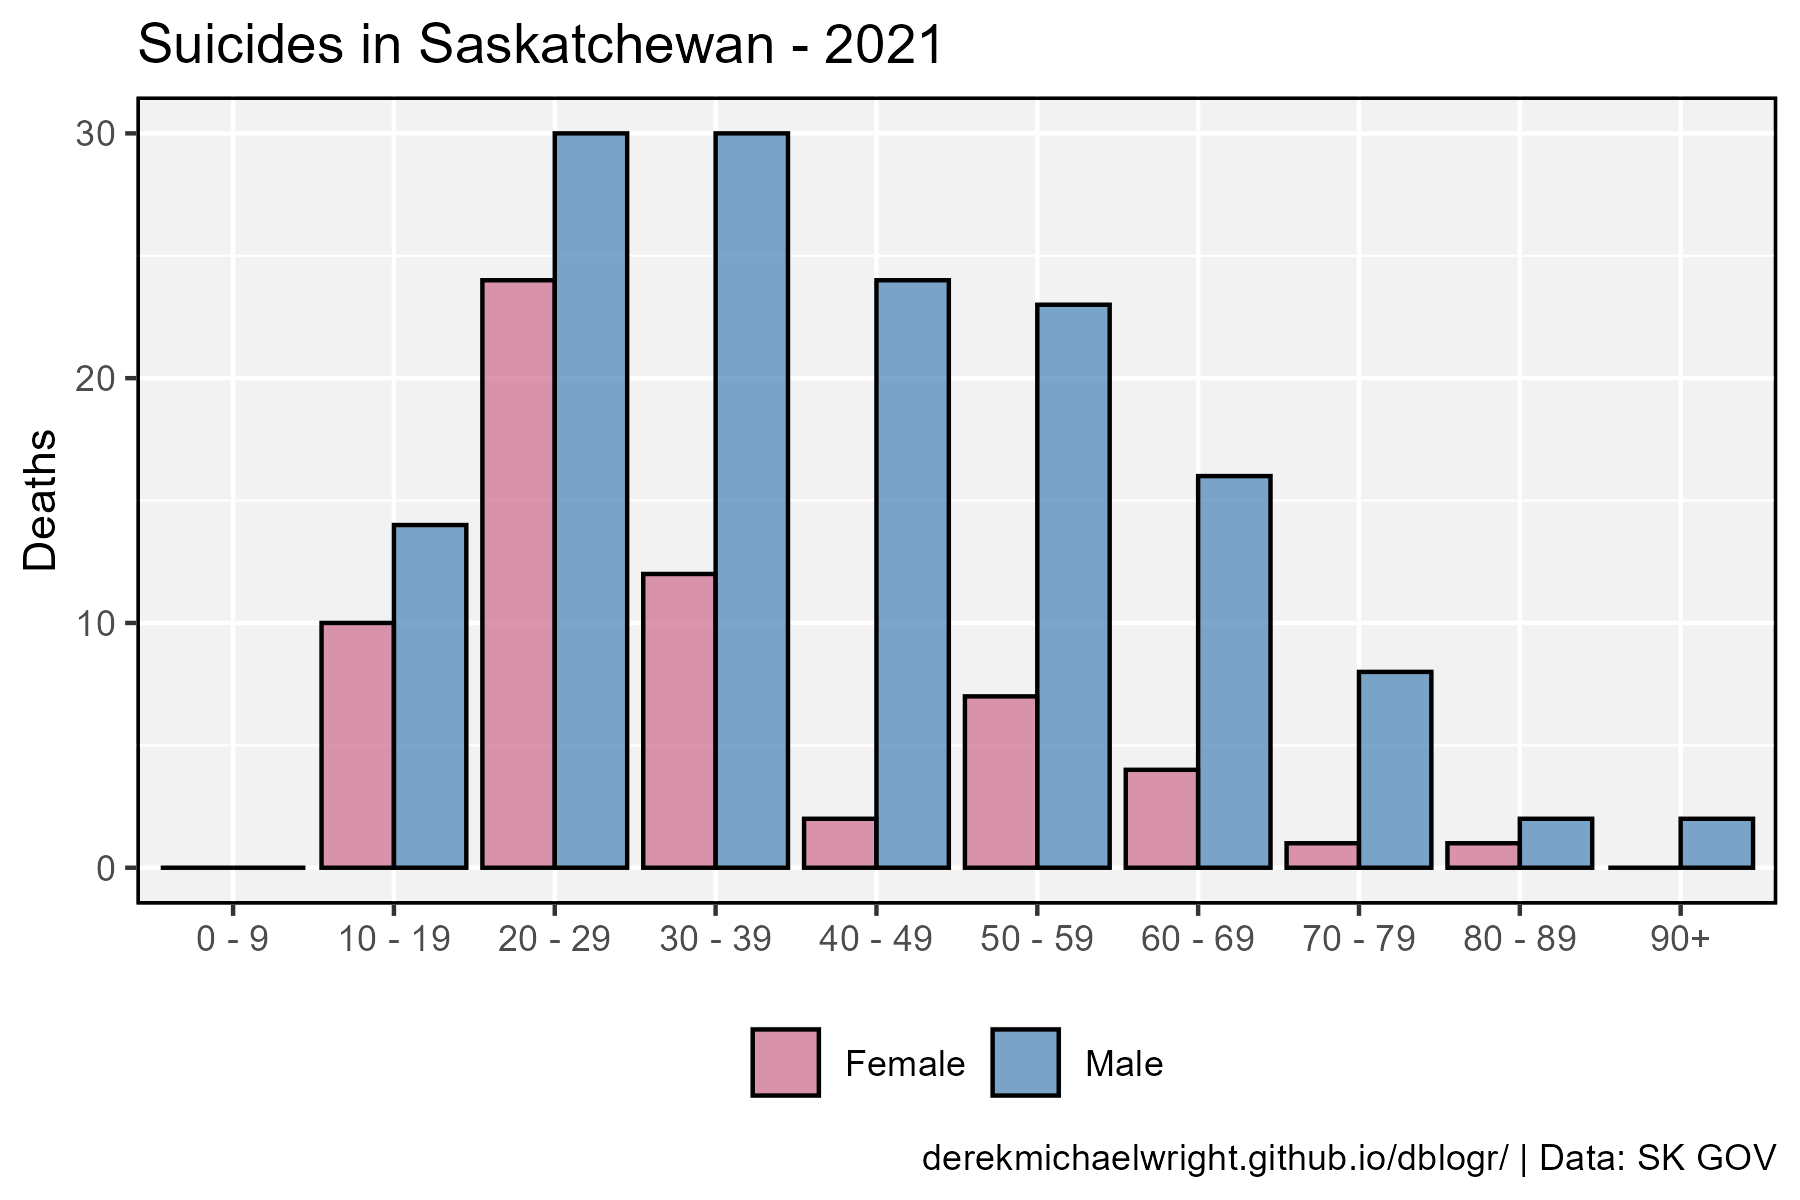 Suicides in Saskatchewan - 2021
Deaths
30
20
10
0
0 - 9 10 - 19 20 - 29 30 - 39 40 - 49 50 - 59 60 - 69 70 - 79 80 - 89 90+
Female Male
derekmichaelwright.github.io/dblogr/ | Data: SK GOV